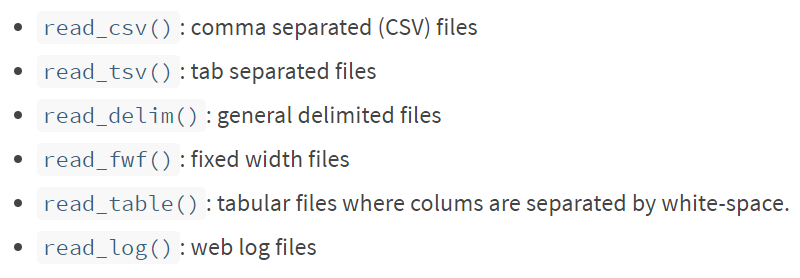 • read_csv(): comma separated (CSV) files
• read_tsv(): tab separated files
• read_delim(): general delimited files
• read_fwf(): fixed width files
• read_table(): tabular files where colums are separated by white-space.
• read_log(): web log files